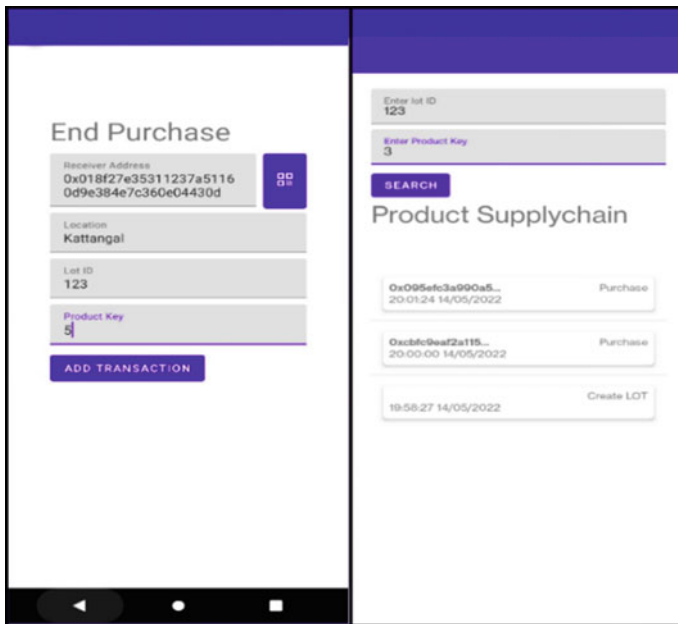 End Purchase
Receiver Address
0x018f27e35311237a5116
0d9e384e7c360e04430d
Location
Kattangal
Lot ID
123
Product Key
5
ADD TRANSACTION
Enter lot ID
123
Enter Product Key
3
SEARCH
Product Supplychain
0x095efc3a990a5... Purchase
20:01:24 14/05/2022
0xcbfc9eaf2a115... Purchase
20:00:00 14/05/2022
Create LOT
19:58:27 14/05/2022